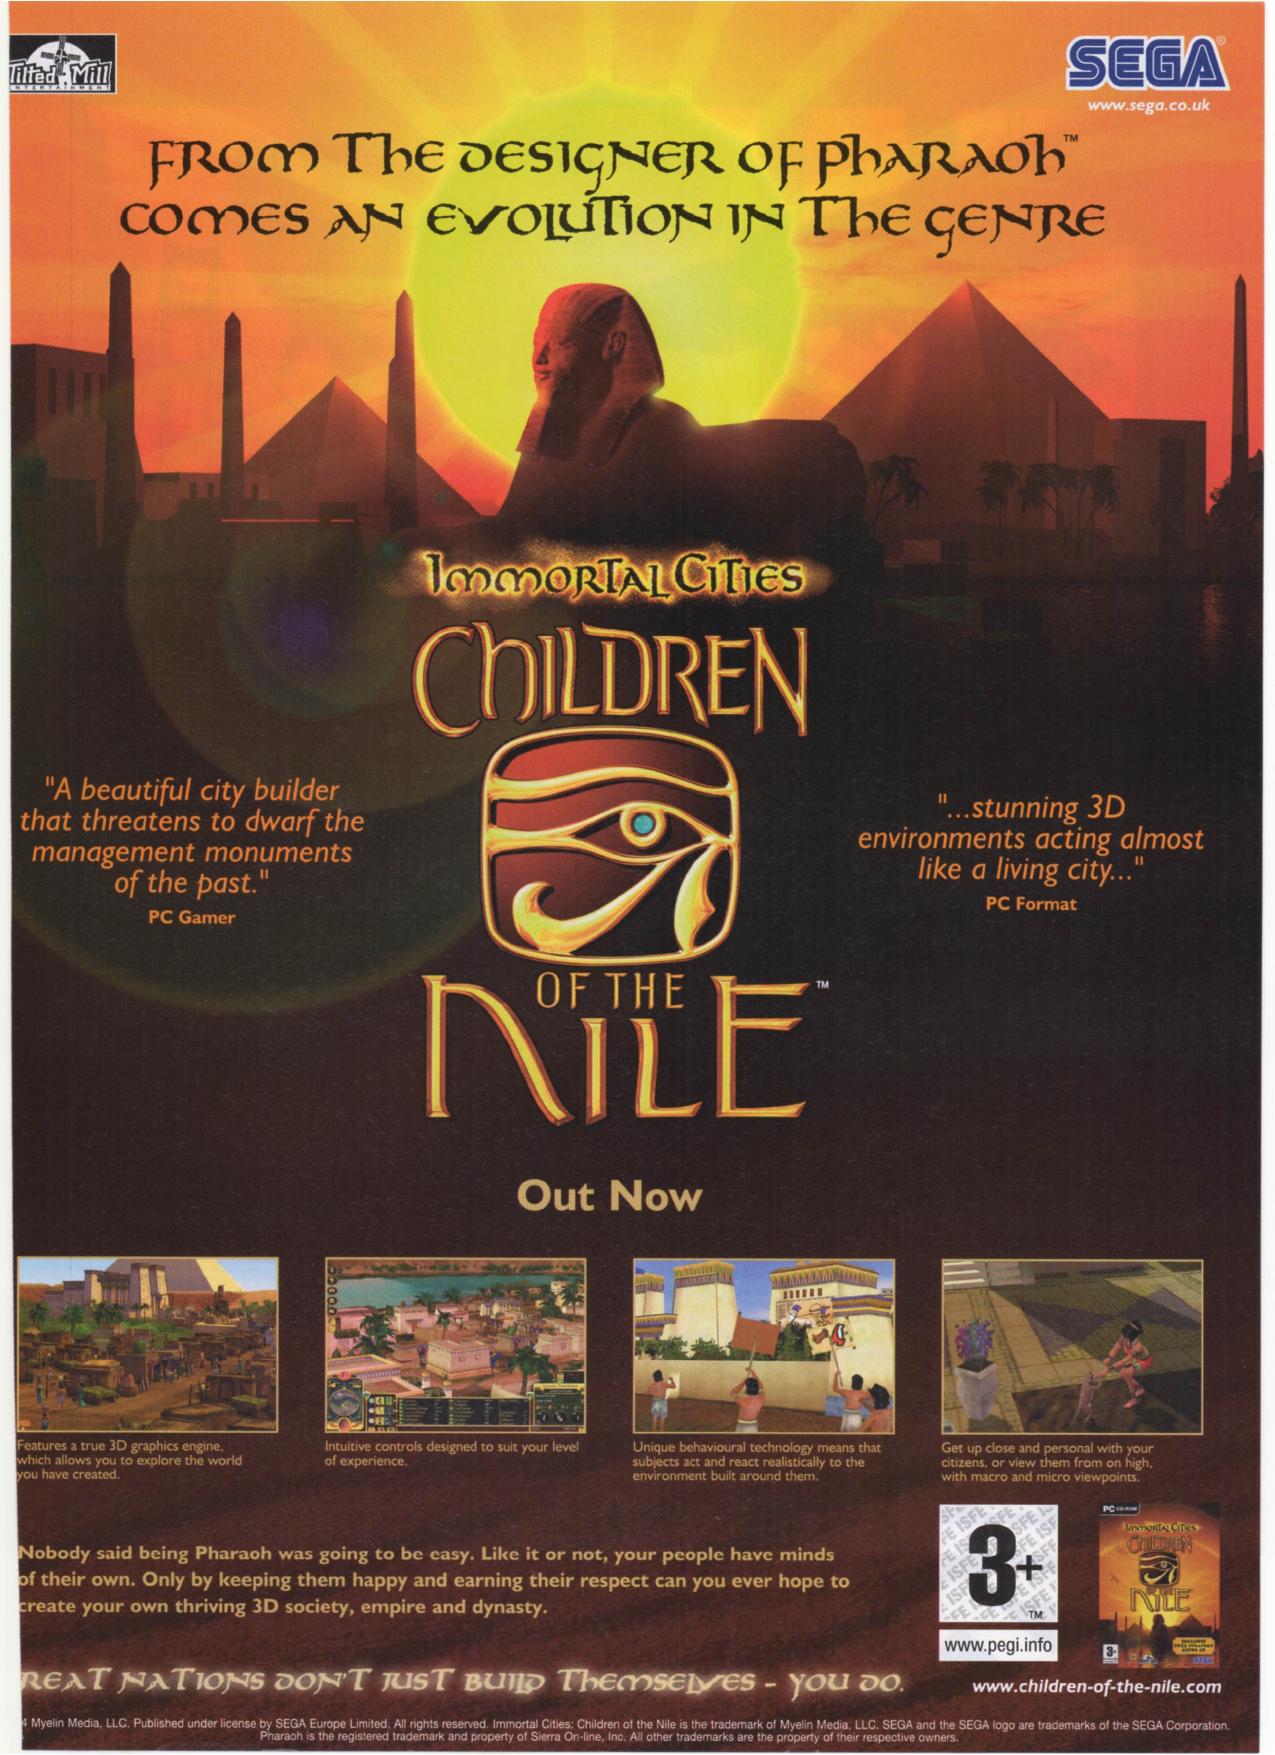 Tilted Mill
ENTERTAINMENT
SEGA®
www.sega.co.uk
FROM THE DESIGNER OF PHARAOH™
COMES AN EVOLUTION IN THE GENRE
IMMORTAL CITIES
CHILDREN
OF THE
NILE™
"A beautiful city builder
that threatens to dwarf the
management monuments
of the past."
PC Gamer
"...stunning 3D
environments acting almost
like a living city..."
PC Format
Out Now
Features a true 3D graphics engine,
which allows you to explore the world
you have created.
Intuitive controls designed to suit your level
of experience.
Unique behavioural technology means that
subjects act and react realistically to the
environment built around them.
Get up close and personal with your
citizens, or view them from on high,
with macro and micro viewpoints.
Nobody said being Pharaoh was going to be easy. Like it or not, your people have minds
of their own. Only by keeping them happy and earning their respect can you ever hope to
create your own thriving 3D society, empire and dynasty.
3+
™
www.pegi.info
PC CD-ROM
IMMORTAL CITIES
CHILDREN
OF THE
NILE
3+
INCLUDES
FREE STRATEGY
GUIDE CD
SEGA
REAT NATIONS DON'T JUST BUILD THEMSELVES - YOU DO.
www.children-of-the-nile.com
4 Myelin Media, LLC. Published under license by SEGA Europe Limited. All rights reserved. Immortal Cities: Children of the Nile is the trademark of Myelin Media, LLC. SEGA and the SEGA logo are trademarks of the SEGA Corporation.
Pharaoh is the registered trademark and property of Sierra On-line, Inc. All other trademarks are the property of their respective owners.